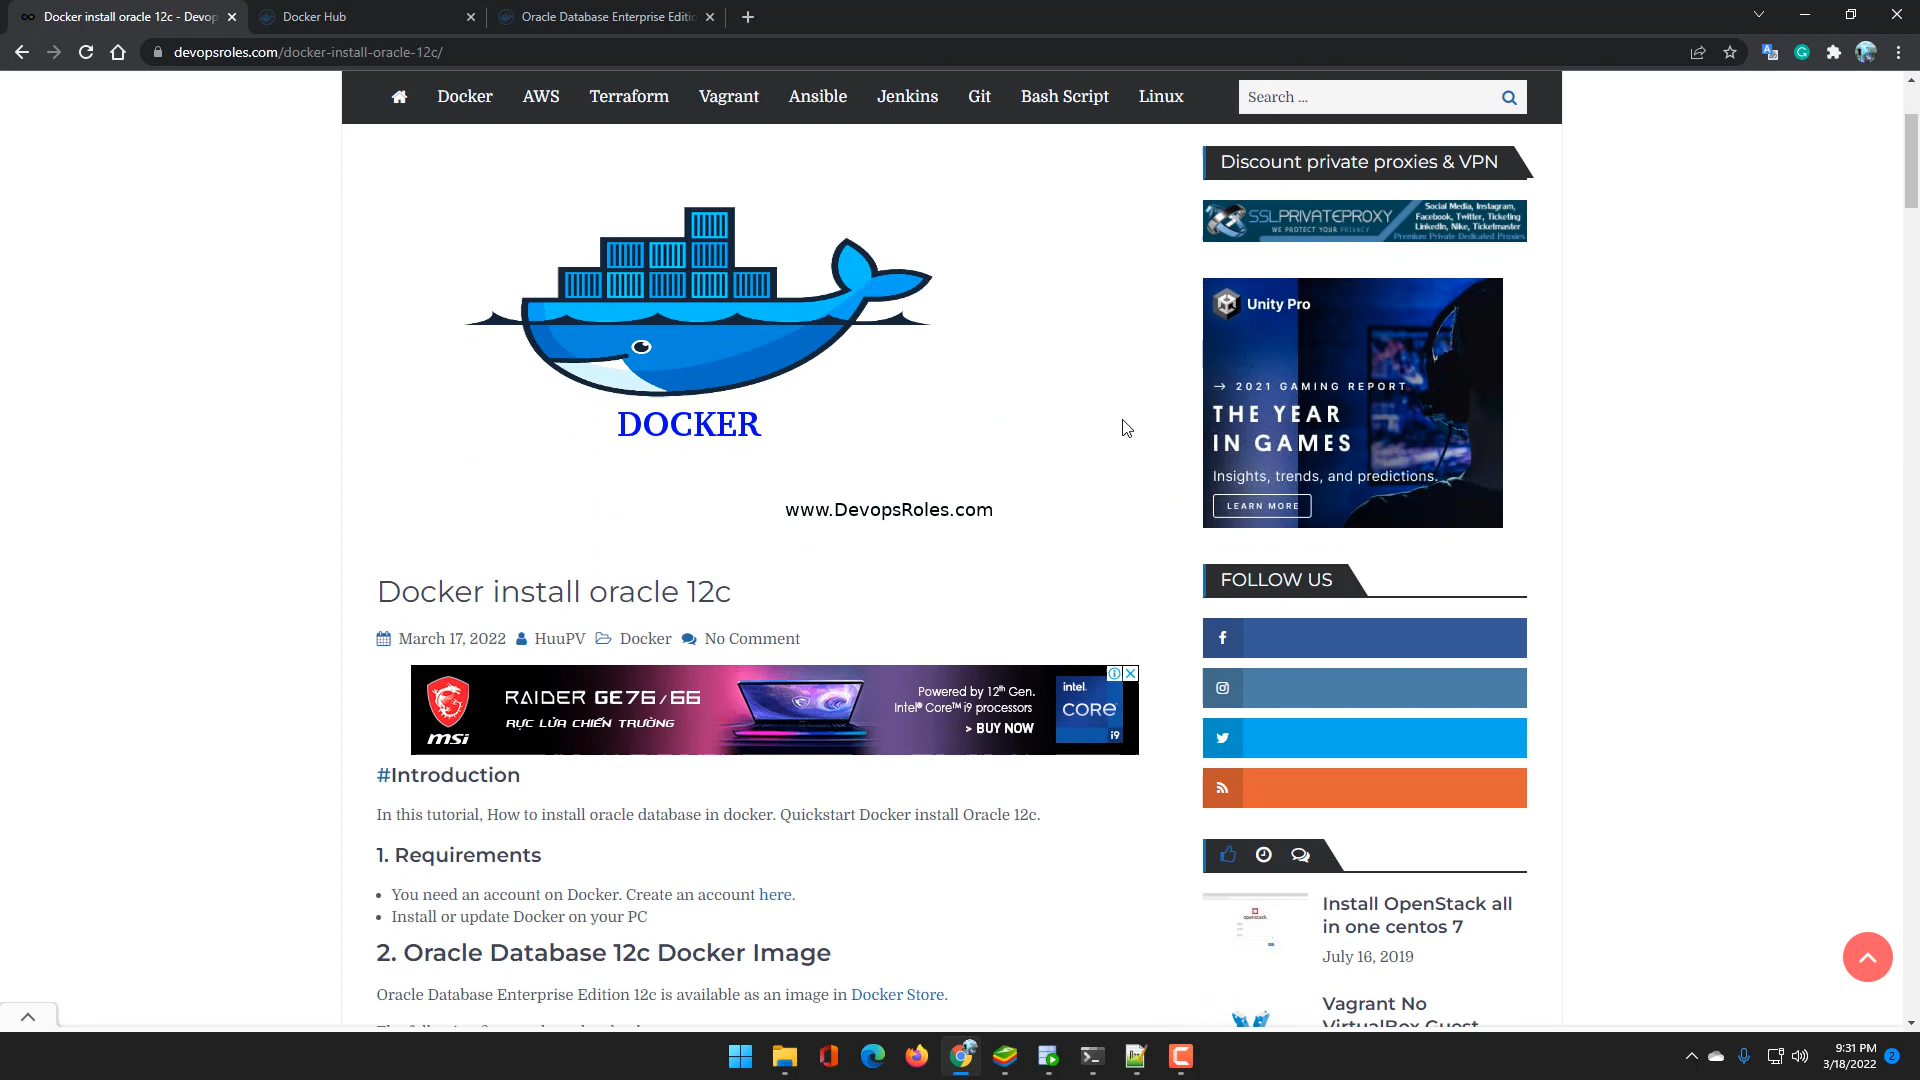 Docker install oracle 12c - Devop
Docker Hub
Oracle Database Enterprise Editio
devopsroles.com/docker-install-oracle-12c/
Docker
AWS
Terraform
Vagrant
Ansible
Jenkins
Git
Bash Script
Linux
Search ...
DOCKER
www.DevopsRoles.com
Docker install oracle 12c
March 17, 2022
HuuPV
Docker
No Comment
msi
RAIDER GE76/66
RỰC LỬA CHIẾN TRƯỜNG
Powered by 12th Gen.
Intel® Core™ i9 processors
> BUY NOW
intel.
CORE
i9
#Introduction
In this tutorial, How to install oracle database in docker. Quickstart Docker install Oracle 12c.
1. Requirements
You need an account on Docker. Create an account here.
Install or update Docker on your PC
2. Oracle Database 12c Docker Image
Oracle Database Enterprise Edition 12c is available as an image in Docker Store.
Discount private proxies & VPN
SSLPRIVATEPROXY
WE PROTECT YOUR PRIVACY
Social Media, Instagram,
Facebook, Twitter, Ticketing
LinkedIn, Nike, Ticketmaster
Premium Private Dedicated Proxies
Unity Pro
→ 2021 GAMING REPORT
THE YEAR
IN GAMES
Insights, trends, and predictions.
LEARN MORE
FOLLOW US
openstack.
Install OpenStack all
in one centos 7
July 16, 2019
Vagrant No
VirtualBox Guest
9:31 PM
3/18/2022
2